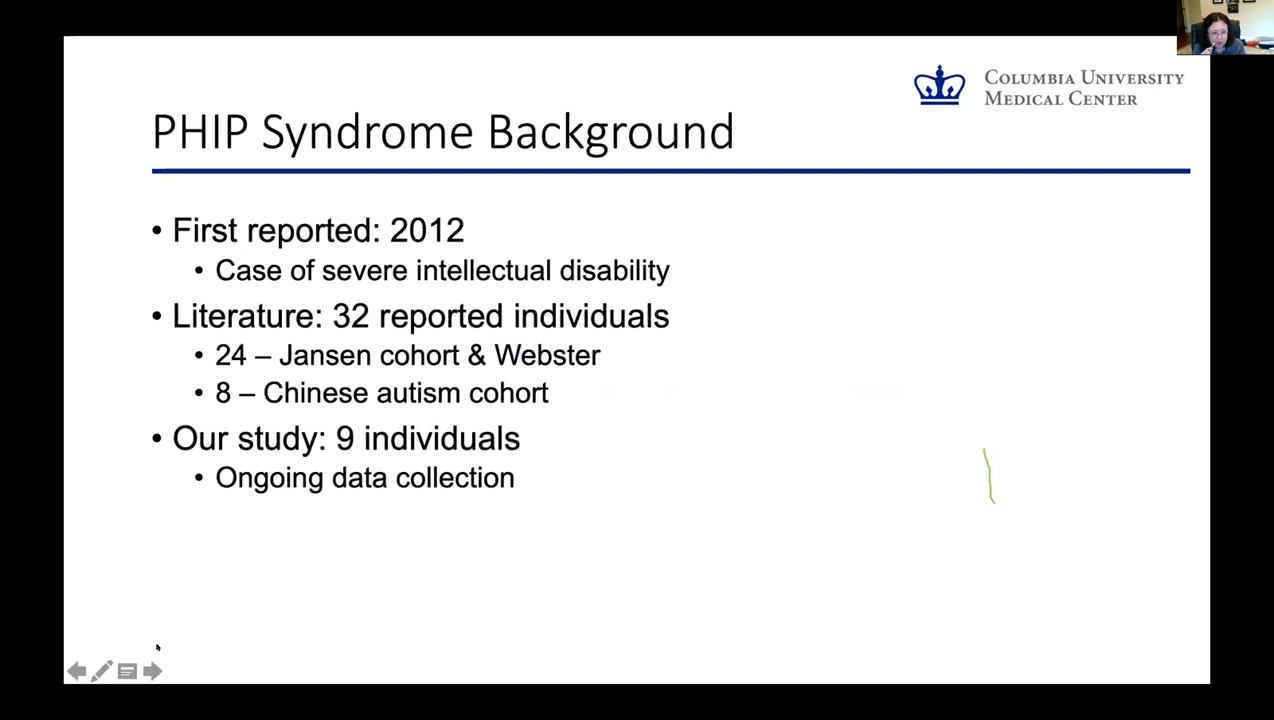 COLUMBIA UNIVERSITY
MEDICAL CENTER
PHIP Syndrome Background
• First reported: 2012
• Case of severe intellectual disability
• Literature: 32 reported individuals
• 24 – Jansen cohort & Webster
• 8 – Chinese autism cohort
• Our study: 9 individuals
• Ongoing data collection